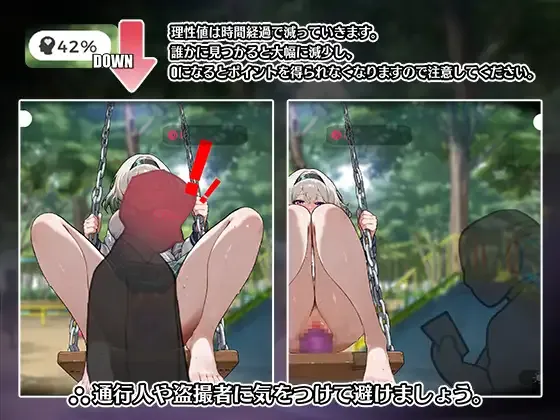 42%
DOWN
理性値は時間経過で減っていきます。
誰かに見つかると大幅に減少し、
0になるとポイントを得られなくなりますので注意してください。
通行人や盗撮者に気をつけて避けましょう。